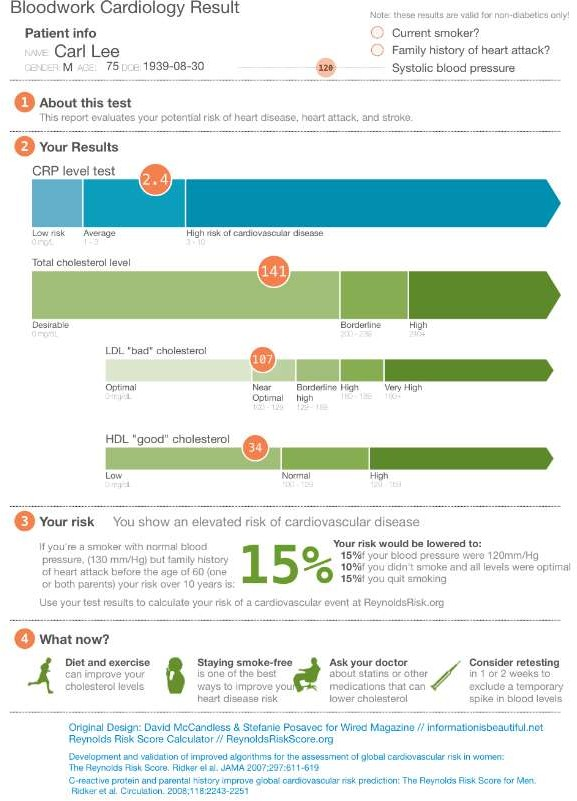 Bloodwork Cardiology Result
Note: these results are valid for non-diabetics only!
Patient info
NAME: Carl Lee
GENDER: M AGE: 75 DOB: 1939-08-30
Current smoker?
Family history of heart attack?
120 Systolic blood pressure
1 About this test
This report evaluates your potential risk of heart disease, heart attack, and stroke.
2 Your Results
CRP level test
2.4
Low risk Average High risk of cardiovascular disease
0 mg/L 1 - 3 3 - 10
Total cholesterol level
141
Desirable Borderline High
200 - 239 240+
LDL "bad" cholesterol
107
Optimal Near Optimal Borderline high High Very High
0 mg/dL 100 - 129 129 - 159 190+
HDL "good" cholesterol
34
Low Normal High
0 mg/dL
3 Your risk You show an elevated risk of cardiovascular disease
If you're a smoker with normal blood
pressure, (130 mm/Hg) but family history
of heart attack before the age of 60 (one
or both parents) your risk over 10 years is:
15%
Your risk would be lowered to:
15%if your blood pressure were 120mm/Hg
10%if you didn't smoke and all levels were optimal
15%if you quit smoking
Use your test results to calculate your risk of a cardiovascular event at ReynoldsRisk.org
4 What now?
Diet and exercise
can improve your
cholesterol levels
Staying smoke-free
is one of the best
ways to improve your
heart disease risk
Ask your doctor
about statins or other
medications that can
lower cholesterol
Consider retesting
in 1 or 2 weeks to
exclude a temporary
spike in blood levels
Original Design: David McCandless & Stefanie Posavec for Wired Magazine // informationisbeautiful.net
Reynolds Risk Score Calculator // ReynoldsRiskScore.org
Development and validation of improved algorithms for the assessment of global cardiovascular risk in women:
The Reynolds Risk Score. Ridker el al. JAMA 2007;297:611-619
C-reactive protein and parental history improve global cardiovascular risk prediction: The Reynolds Risk Score for Men.
Ridker et al. Circulation. 2008;118:2243-2251